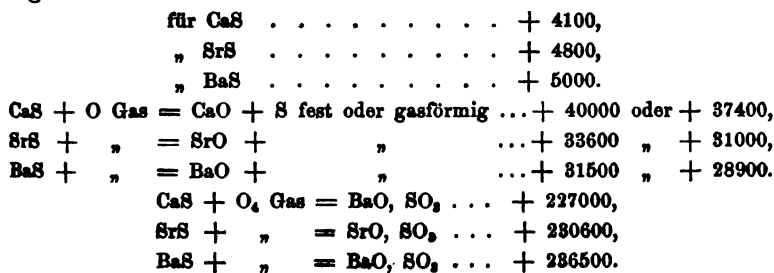 für CaS . . . . . . . . . . + 4100,
„ SrS . . . . . . . . . . + 4800,
„ BaS . . . . . . . . . . + 5000.
CaS + O Gas = CaO + S fest oder gasförmig ...+ 40000 oder + 37400,
SrS + „ = SrO + „ ...+ 33600 „ + 31000,
BaS + „ = BaO + „ ...+ 31500 „ + 28900.
CaS + O₄ Gas = BaO, SO₃ ... + 227000,
SrS + „ = SrO, SO₃ ... + 230600,
BaS + „ = BaO, SO₃ ... + 236500.